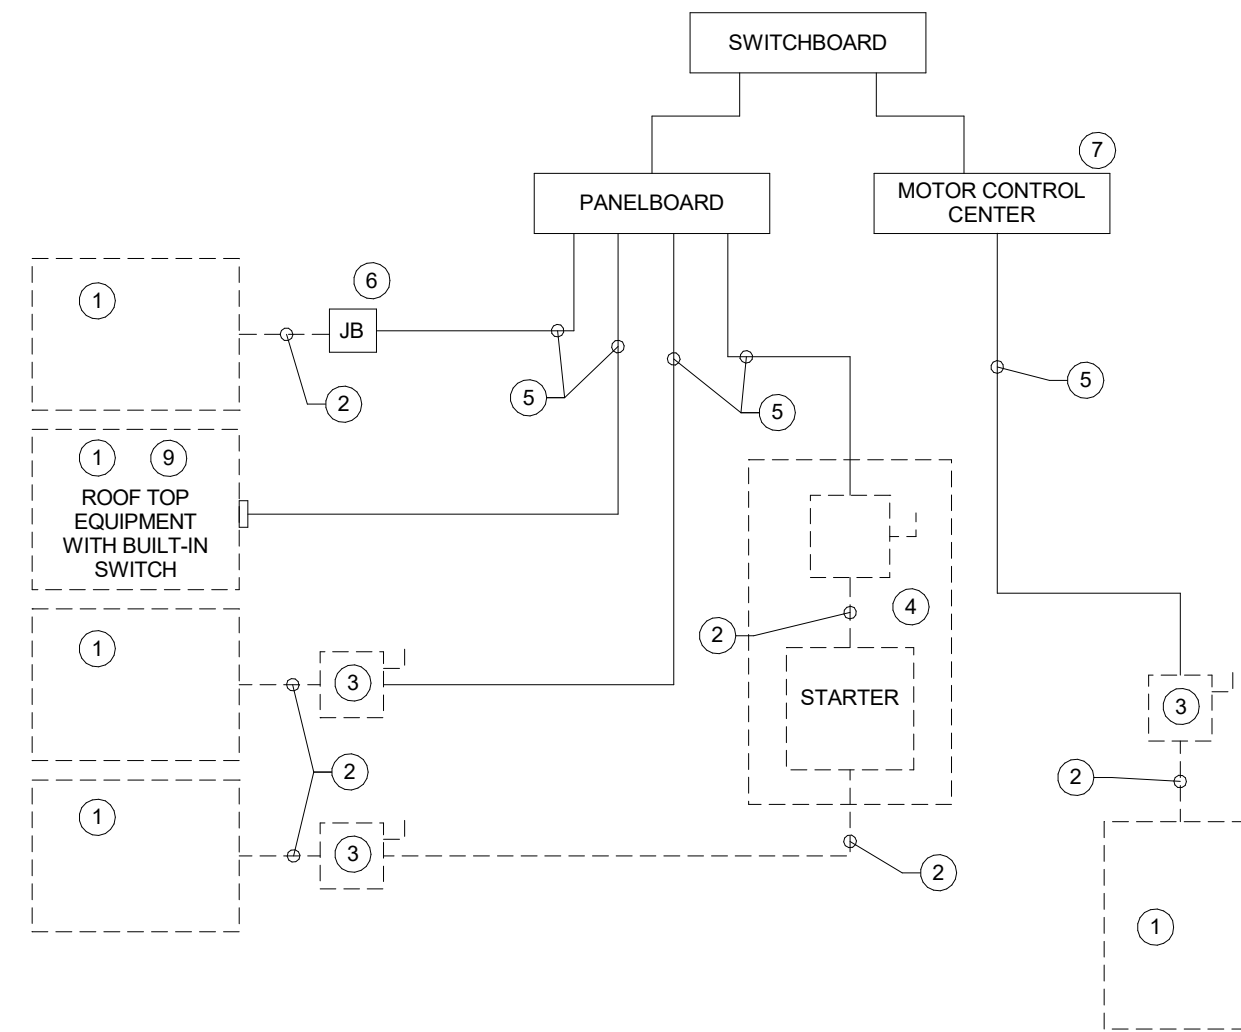 SWITCHBOARD
7
PANELBOARD
MOTOR CONTROL
CENTER
1
6
JB
2
5
5
5
1 9
ROOF TOP
EQUIPMENT
WITH BUILT-IN
SWITCH
4
2
1
3
STARTER
3
2
2
1
3
2
1